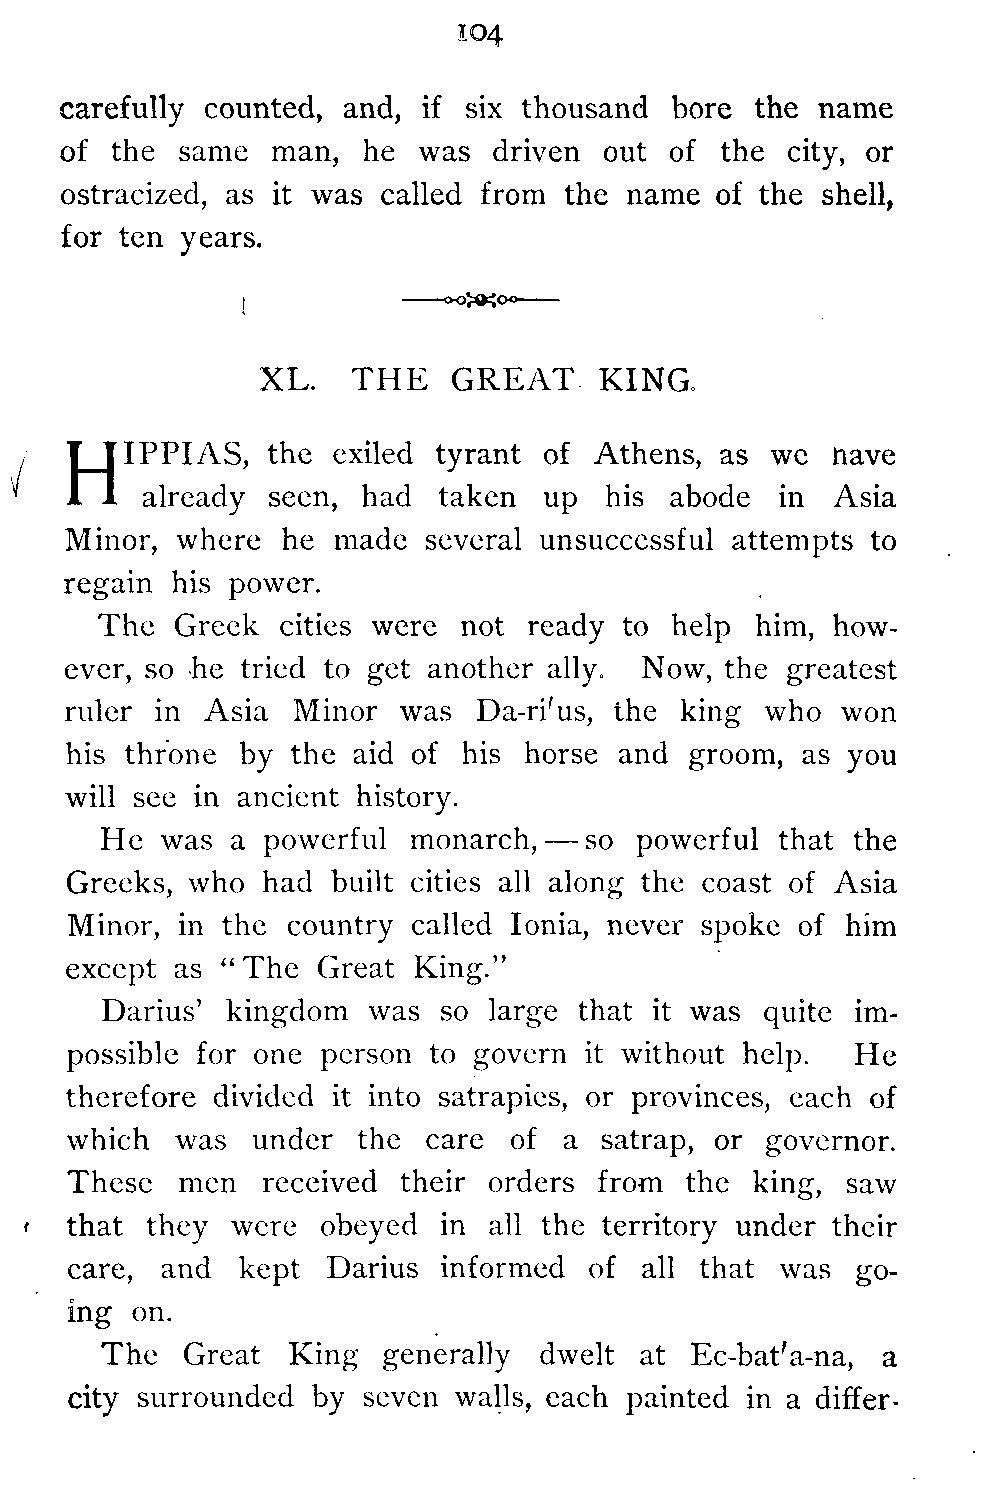 104
carefully counted, and, if six thousand bore the name
of the same man, he was driven out of the city, or
ostracized, as it was called from the name of the shell,
for ten years.
XL. THE GREAT KING.
HIPPIAS, the exiled tyrant of Athens, as we have
already seen, had taken up his abode in Asia
Minor, where he made several unsuccessful attempts to
regain his power.
The Greek cities were not ready to help him, how-
ever, so he tried to get another ally. Now, the greatest
ruler in Asia Minor was Da-ri′us, the king who won
his throne by the aid of his horse and groom, as you
will see in ancient history.
He was a powerful monarch,—so powerful that the
Greeks, who had built cities all along the coast of Asia
Minor, in the country called Ionia, never spoke of him
except as “The Great King.”
Darius’ kingdom was so large that it was quite im-
possible for one person to govern it without help. He
therefore divided it into satrapies, or provinces, each of
which was under the care of a satrap, or governor.
These men received their orders from the king, saw
that they were obeyed in all the territory under their
care, and kept Darius informed of all that was go-
ing on.
The Great King generally dwelt at Ec-bat′a-na, a
city surrounded by seven walls, each painted in a differ-